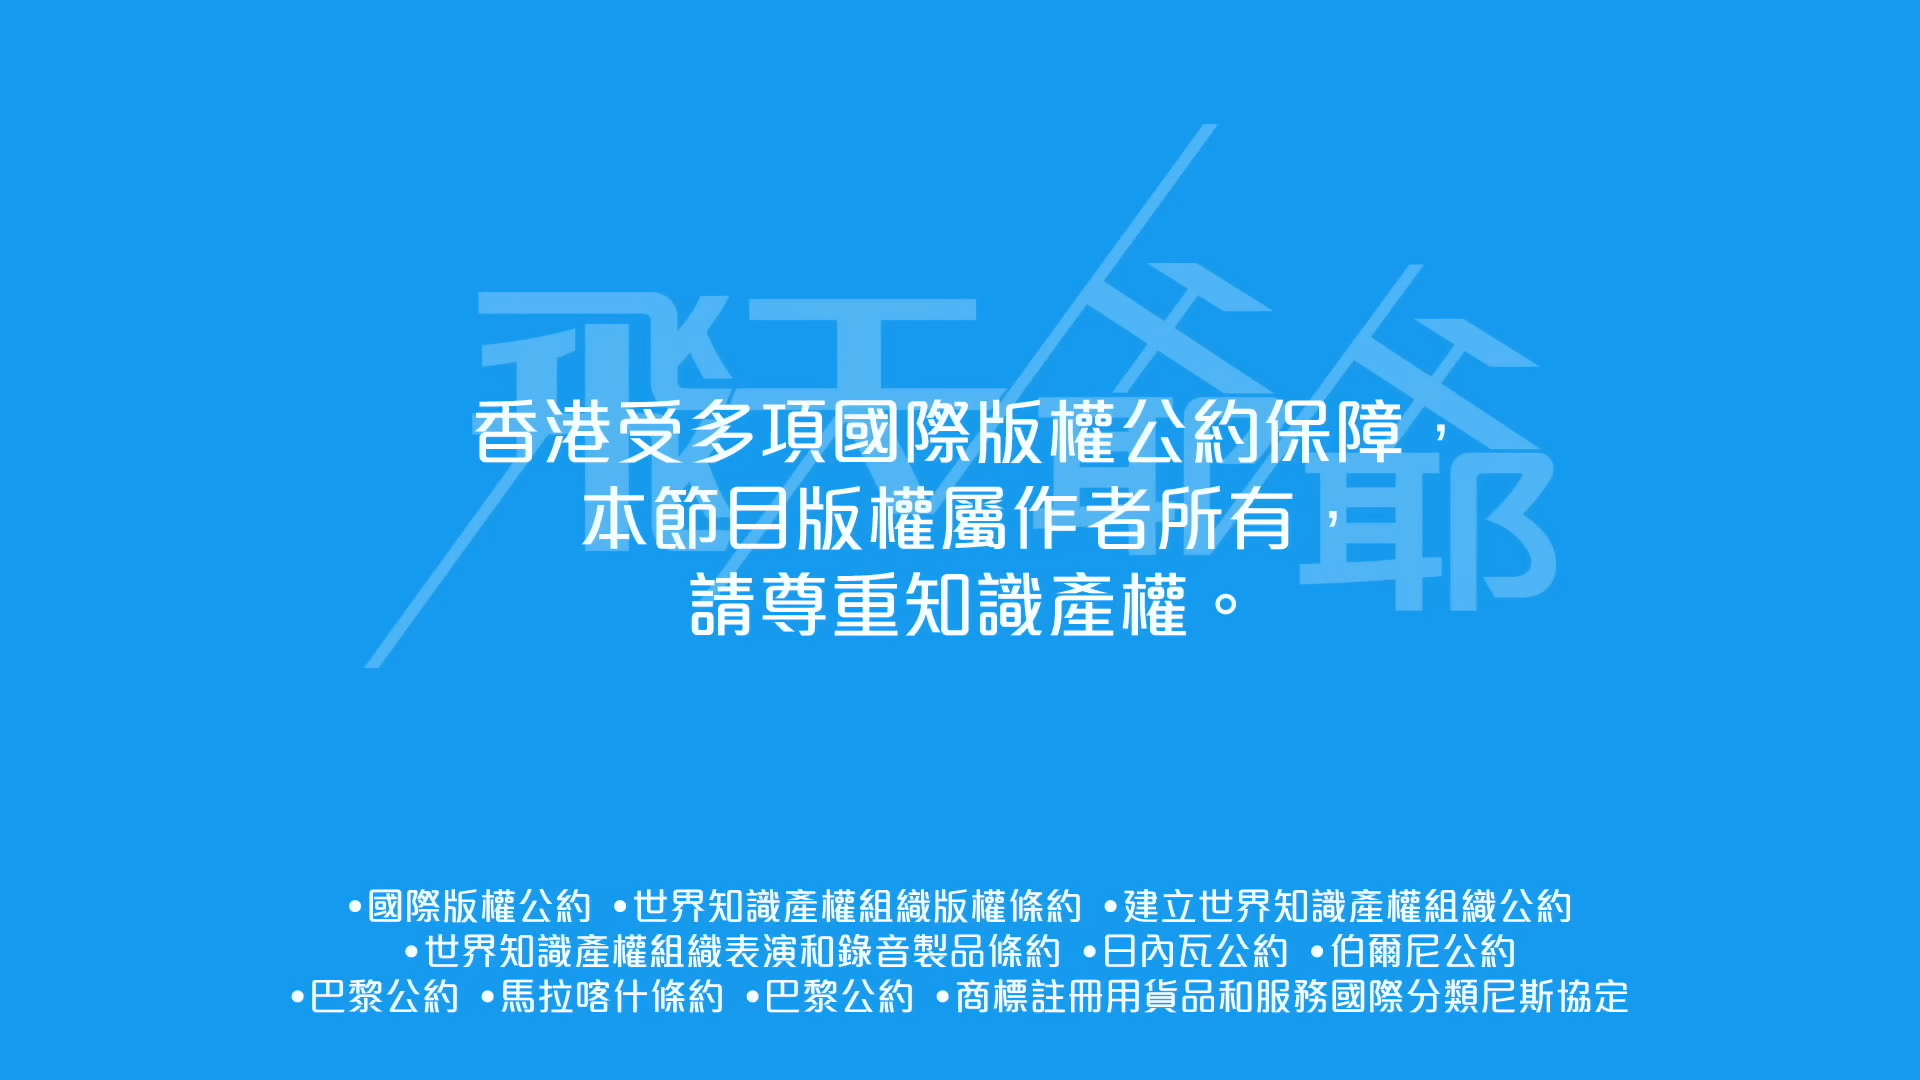 飛天爺爺
香港受多項國際版權公約保障，
本節目版權屬作者所有，
請尊重知識產權。
•國際版權公約 •世界知識產權組織版權條約 •建立世界知識產權組織公約
•世界知識產權組織表演和錄音製品條約 •日內瓦公約 •伯爾尼公約
•巴黎公約 •馬拉喀什條約 •巴黎公約 •商標註冊用貨品和服務國際分類尼斯協定